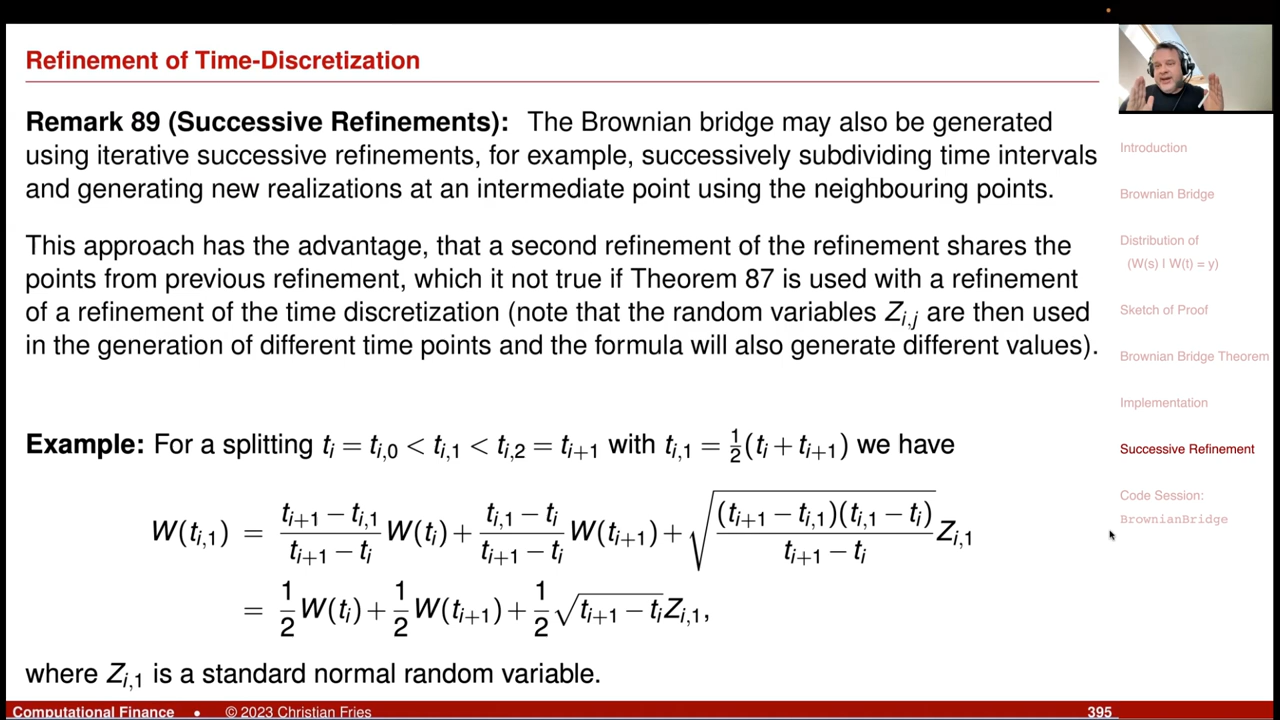 Refinement of Time-Discretization
Remark 89 (Successive Refinements): The Brownian bridge may also be generated
using iterative successive refinements, for example, successively subdividing time intervals
and generating new realizations at an intermediate point using the neighbouring points.
This approach has the advantage, that a second refinement of the refinement shares the
points from previous refinement, which it not true if Theorem 87 is used with a refinement
of a refinement of the time discretization (note that the random variables Z_{i,j} are then used
in the generation of different time points and the formula will also generate different values).
Example: For a splitting t_i = t_{i,0} < t_{i,1} < t_{i,2} = t_{i+1} with t_{i,1} = \frac{1}{2}(t_i + t_{i+1}) we have
W(t_{i,1}) = \frac{t_{i+1} - t_{i,1}}{t_{i+1} - t_i} W(t_i) + \frac{t_{i,1} - t_i}{t_{i+1} - t_i} W(t_{i+1}) + \sqrt{\frac{(t_{i+1} - t_{i,1})(t_{i,1} - t_i)}{t_{i+1} - t_i}} Z_{i,1}
= \frac{1}{2} W(t_i) + \frac{1}{2} W(t_{i+1}) + \frac{1}{2} \sqrt{t_{i+1} - t_i} Z_{i,1},
where Z_{i,1} is a standard normal random variable.
Computational Finance • © 2023 Christian Fries 395
Introduction
Brownian Bridge
Distribution of
(W(s) | W(t) = y)
Sketch of Proof
Brownian Bridge Theorem
Implementation
Successive Refinement
Code Session:
BrownianBridge